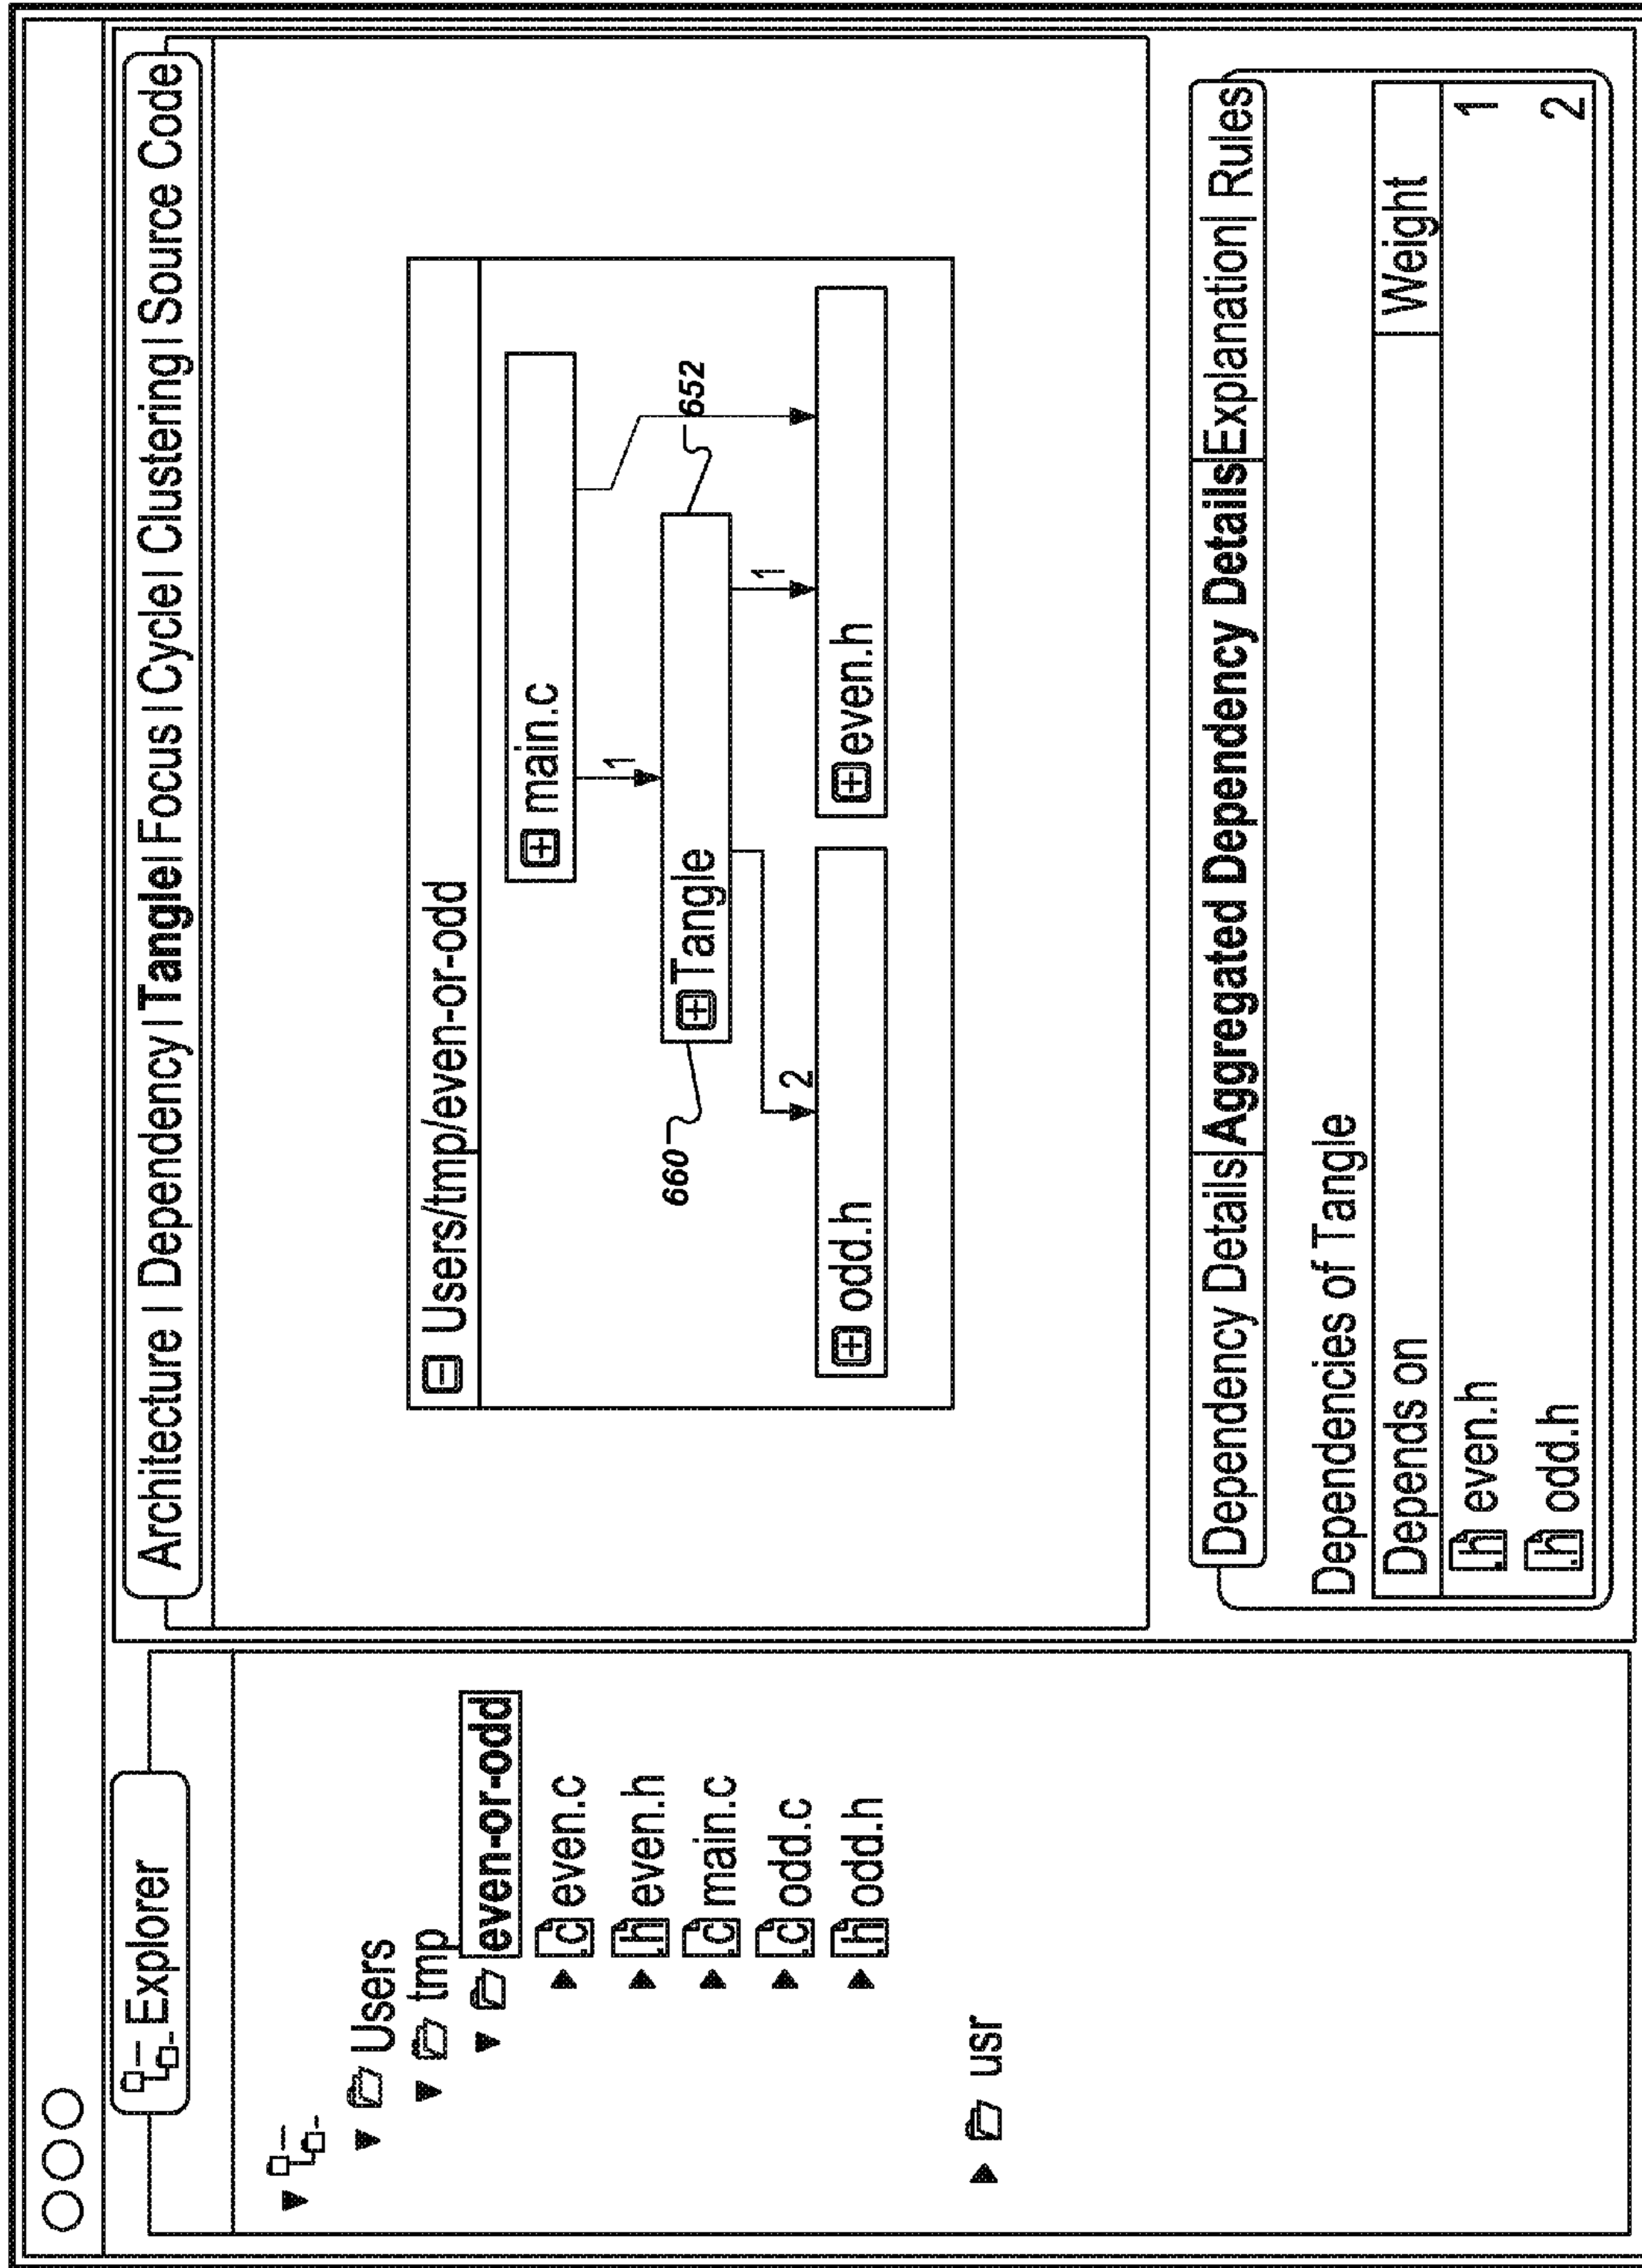 Explorer
Users
tmp
even-or-odd
.c even.c
.h even.h
.c main.c
.c odd.c
.h odd.h
usr
Architecture | Dependency | Tangle | Focus | Cycle | Clustering | Source Code
Users/tmp/even-or-odd
main.c
1
652
660
Tangle
2
1
odd.h
even.h
Dependency Details Aggregated Dependency Details Explanation | Rules
Dependencies of Tangle
Depends on Weight
.h even.h 1
.h odd.h 2